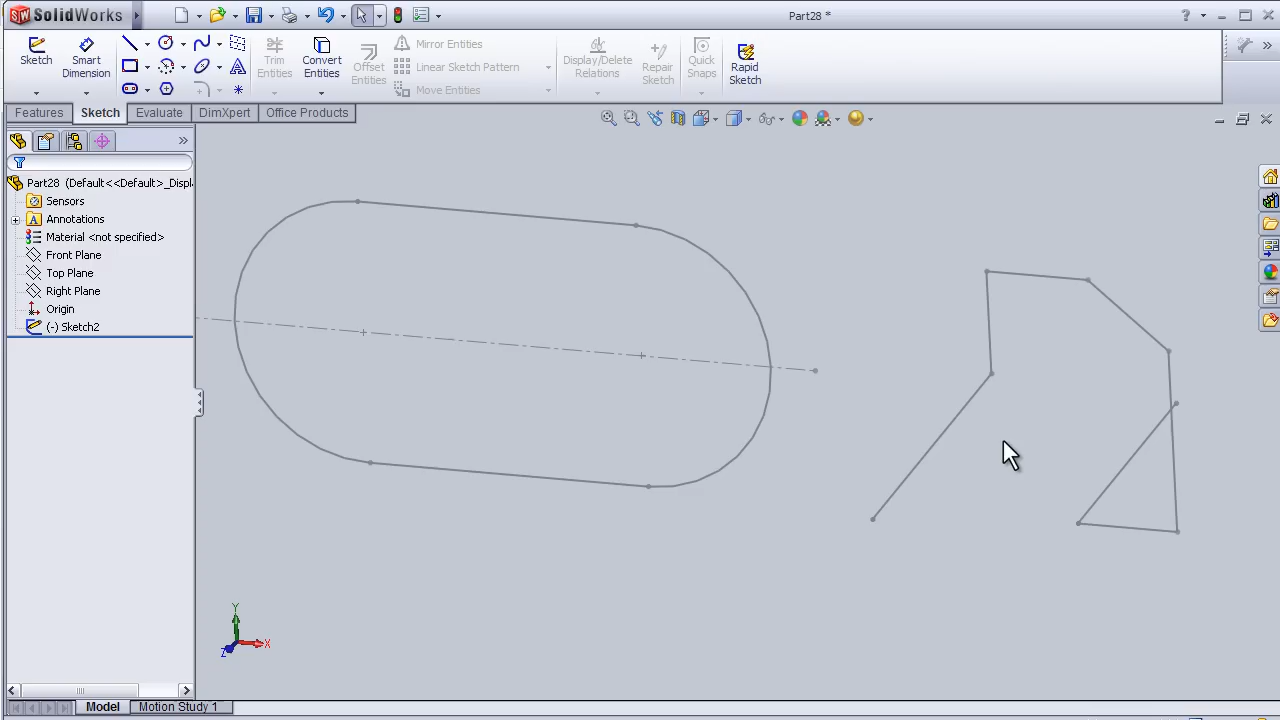 SW SolidWorks
Part28 *
?
Sketch
Smart
Dimension
Trim
Entities
Convert
Entities
Offset
Entities
Mirror Entities
Linear Sketch Pattern
Move Entities
Display/Delete
Relations
Repair
Sketch
Quick
Snaps
Rapid
Sketch
Features
Sketch
Evaluate
DimXpert
Office Products
Part28 (Default<<Default>_Displ
Sensors
Annotations
Material <not specified>
Front Plane
Top Plane
Right Plane
Origin
(-) Sketch2
Y
X
Z
Model
Motion Study 1